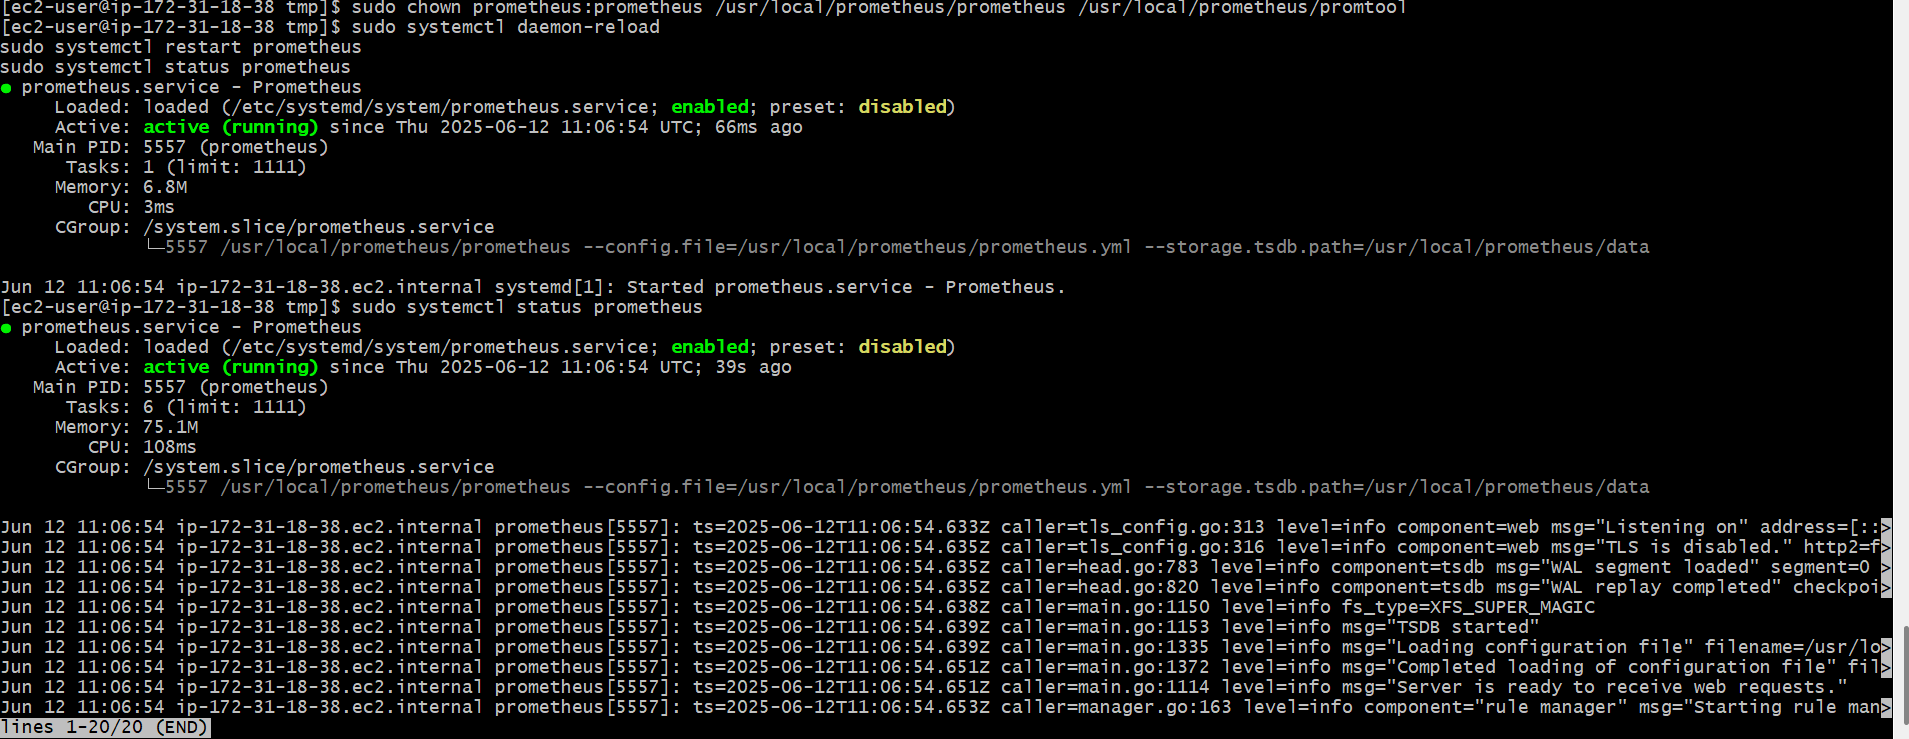 [ec2-user@ip-172-31-18-38 tmp]$ sudo chown prometheus:prometheus /usr/local/prometheus/prometheus /usr/local/prometheus/promtool
[ec2-user@ip-172-31-18-38 tmp]$ sudo systemctl daemon-reload
sudo systemctl restart prometheus
sudo systemctl status prometheus
● prometheus.service - Prometheus
     Loaded: loaded (/etc/systemd/system/prometheus.service; enabled; preset: disabled)
     Active: active (running) since Thu 2025-06-12 11:06:54 UTC; 66ms ago
   Main PID: 5557 (prometheus)
      Tasks: 1 (limit: 1111)
     Memory: 6.8M
        CPU: 3ms
     CGroup: /system.slice/prometheus.service
             └─5557 /usr/local/prometheus/prometheus --config.file=/usr/local/prometheus/prometheus.yml --storage.tsdb.path=/usr/local/prometheus/data
Jun 12 11:06:54 ip-172-31-18-38.ec2.internal systemd[1]: Started prometheus.service - Prometheus.
[ec2-user@ip-172-31-18-38 tmp]$ sudo systemctl status prometheus
● prometheus.service - Prometheus
     Loaded: loaded (/etc/systemd/system/prometheus.service; enabled; preset: disabled)
     Active: active (running) since Thu 2025-06-12 11:06:54 UTC; 39s ago
   Main PID: 5557 (prometheus)
      Tasks: 6 (limit: 1111)
     Memory: 75.1M
        CPU: 108ms
     CGroup: /system.slice/prometheus.service
             └─5557 /usr/local/prometheus/prometheus --config.file=/usr/local/prometheus/prometheus.yml --storage.tsdb.path=/usr/local/prometheus/data
Jun 12 11:06:54 ip-172-31-18-38.ec2.internal prometheus[5557]: ts=2025-06-12T11:06:54.633Z caller=tls_config.go:313 level=info component=web msg="Listening on" address=[::>
Jun 12 11:06:54 ip-172-31-18-38.ec2.internal prometheus[5557]: ts=2025-06-12T11:06:54.635Z caller=tls_config.go:316 level=info component=web msg="TLS is disabled." http2=f>
Jun 12 11:06:54 ip-172-31-18-38.ec2.internal prometheus[5557]: ts=2025-06-12T11:06:54.635Z caller=head.go:783 level=info component=tsdb msg="WAL segment loaded" segment=0 >
Jun 12 11:06:54 ip-172-31-18-38.ec2.internal prometheus[5557]: ts=2025-06-12T11:06:54.635Z caller=head.go:820 level=info component=tsdb msg="WAL replay completed" checkpoi>
Jun 12 11:06:54 ip-172-31-18-38.ec2.internal prometheus[5557]: ts=2025-06-12T11:06:54.638Z caller=main.go:1150 level=info fs_type=XFS_SUPER_MAGIC
Jun 12 11:06:54 ip-172-31-18-38.ec2.internal prometheus[5557]: ts=2025-06-12T11:06:54.639Z caller=main.go:1153 level=info msg="TSDB started"
Jun 12 11:06:54 ip-172-31-18-38.ec2.internal prometheus[5557]: ts=2025-06-12T11:06:54.639Z caller=main.go:1335 level=info msg="Loading configuration file" filename=/usr/lo>
Jun 12 11:06:54 ip-172-31-18-38.ec2.internal prometheus[5557]: ts=2025-06-12T11:06:54.651Z caller=main.go:1372 level=info msg="Completed loading of configuration file" fil>
Jun 12 11:06:54 ip-172-31-18-38.ec2.internal prometheus[5557]: ts=2025-06-12T11:06:54.651Z caller=main.go:1114 level=info msg="Server is ready to receive web requests."
Jun 12 11:06:54 ip-172-31-18-38.ec2.internal prometheus[5557]: ts=2025-06-12T11:06:54.653Z caller=manager.go:163 level=info component="rule manager" msg="Starting rule man>
lines 1-20/20 (END)